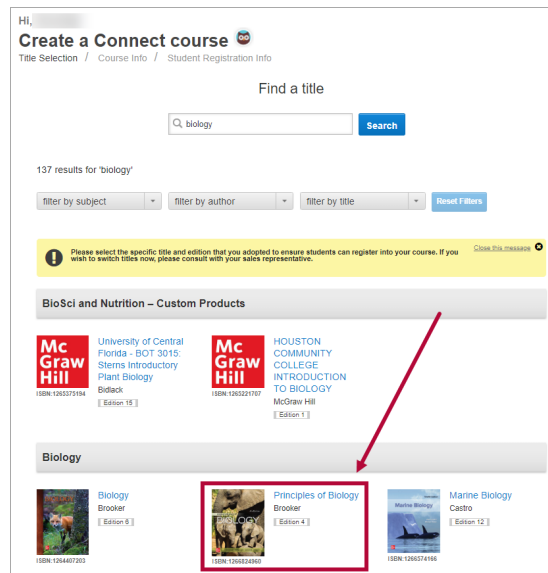 Hi,
Create a Connect course
Title Selection / Course Info / Student Registration Info
Find a title
biology
Search
137 results for 'biology'
filter by subject
filter by author
filter by title
Reset Filters
Please select the specific title and edition that you adopted to ensure students can register into your course. If you
wish to switch titles now, please consult with your sales representative.
Close this message
BioSci and Nutrition – Custom Products
Mc
Graw
Hill
ISBN:1265375194
University of Central
Florida - BOT 3015:
Sterns Introductory
Plant Biology
Bidlack
Edition 15
Mc
Graw
Hill
ISBN:1265221707
HOUSTON
COMMUNITY
COLLEGE
INTRODUCTION
TO BIOLOGY
McGraw Hill
Edition 1
Biology
ISBN:1264407203
Biology
Brooker
Edition 6
BIOLOGY
ISBN:1266824960
Principles of Biology
Brooker
Edition 4
Marine Biology
ISBN:1266574166
Marine Biology
Castro
Edition 12